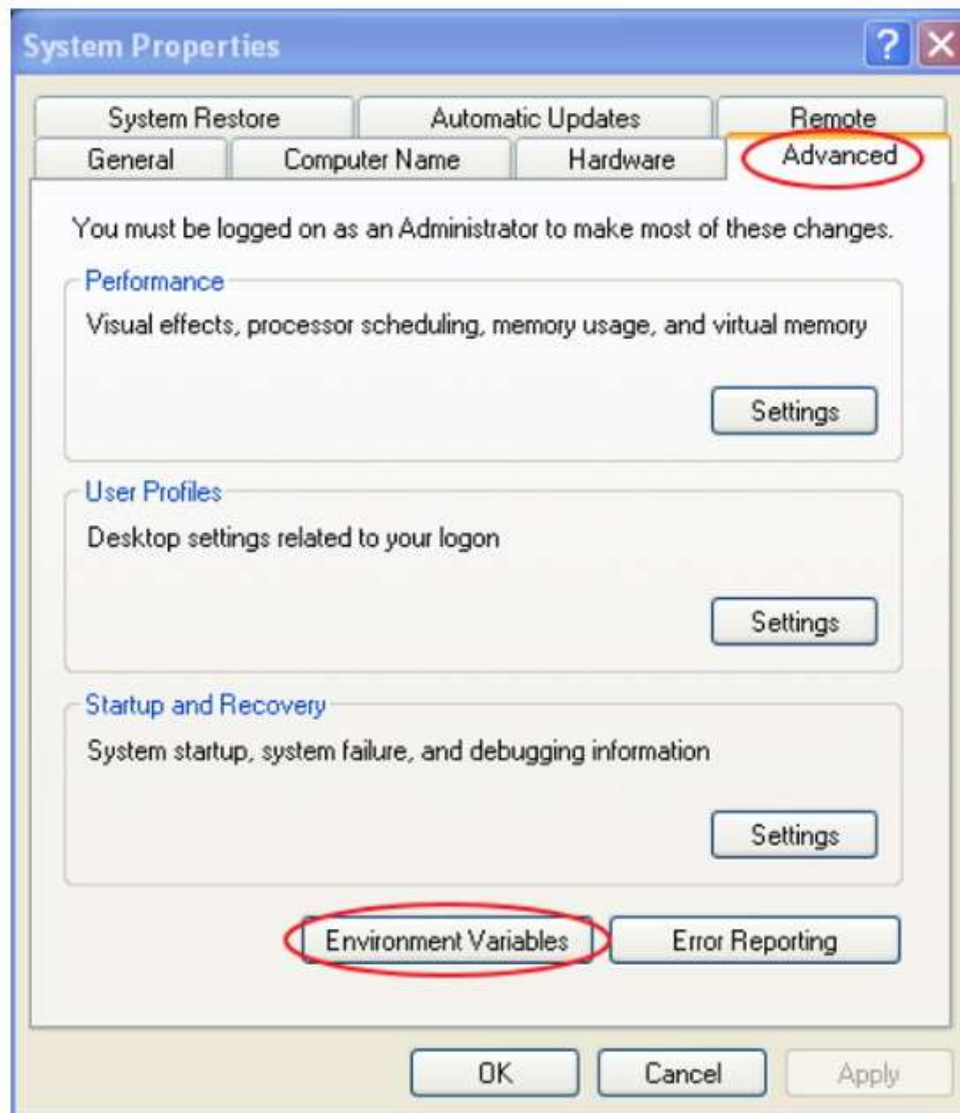 System Properties
?
System Restore
Automatic Updates
Remote
General
Computer Name
Hardware
Advanced
You must be logged on as an Administrator to make most of these changes.
Performance
Visual effects, processor scheduling, memory usage, and virtual memory
Settings
User Profiles
Desktop settings related to your logon
Settings
Startup and Recovery
System startup, system failure, and debugging information
Settings
Environment Variables
Error Reporting
OK
Cancel
Apply